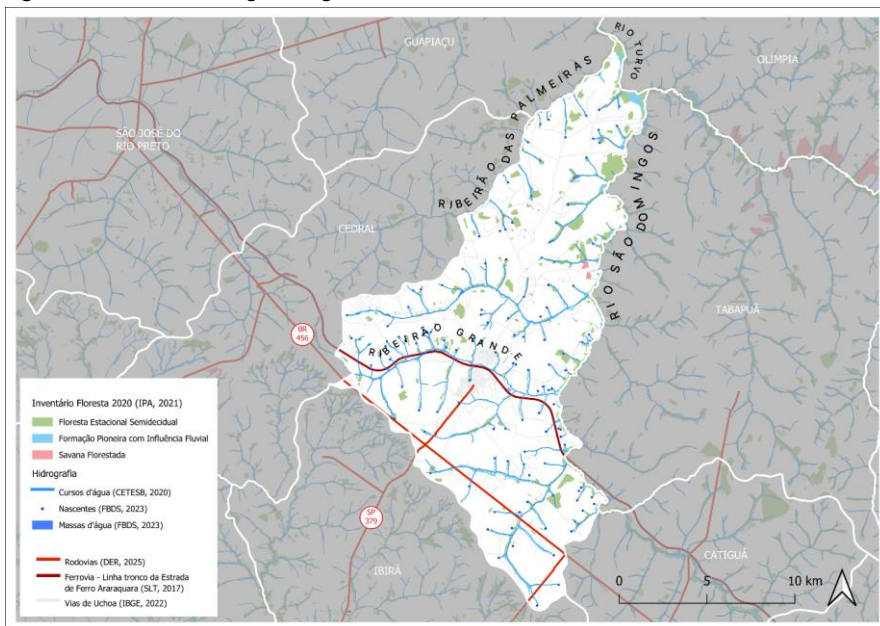 GUAPIAÇU
RIO TURVO
OLÍMPIA
SÃO JOSÉ DO
RIO PRETO
RIBEIRÃO DAS PALMEIRAS
CEDRAL
RIO SÃO DOMINGOS
TABAPUÃ
BR
456
RIBEIRÃO GRANDE
Inventário Floresta 2020 (IPA, 2021)
Floresta Estacional Semidecidual
Formação Pioneira com Influência Fluvial
Savana Florestada
Hidrografia
Cursos d'água (CETESB, 2020)
Nascentes (FBDS, 2023)
Massas d'água (FBDS, 2023)
Rodovias (DER, 2025)
Ferrovia - Linha tronco da Estrada
de Ferro Araraquara (SLT, 2017)
Vias de Uchoa (IBGE, 2022)
SP
379
IBIRÁ
CATIGUÁ
0 5 10 km